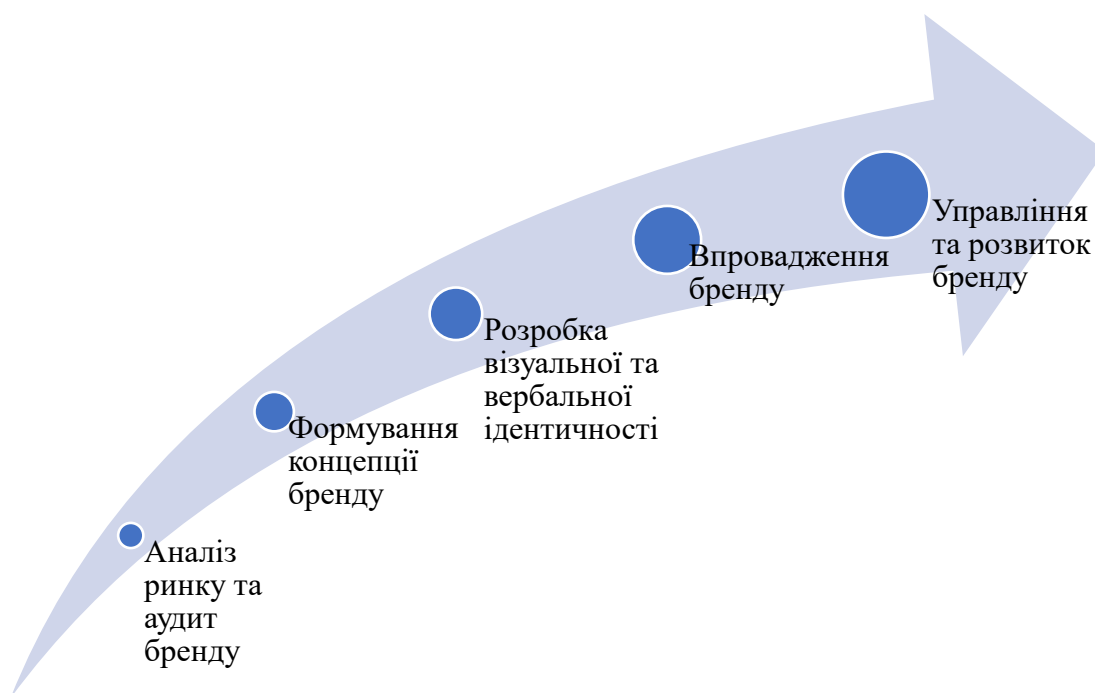 Аналіз
ринку та
аудит
бренду
Формування
концепції
бренду
Розробка
візуальної та
вербальної
ідентичності
Впровадження
бренду
Управління
та розвиток
бренду